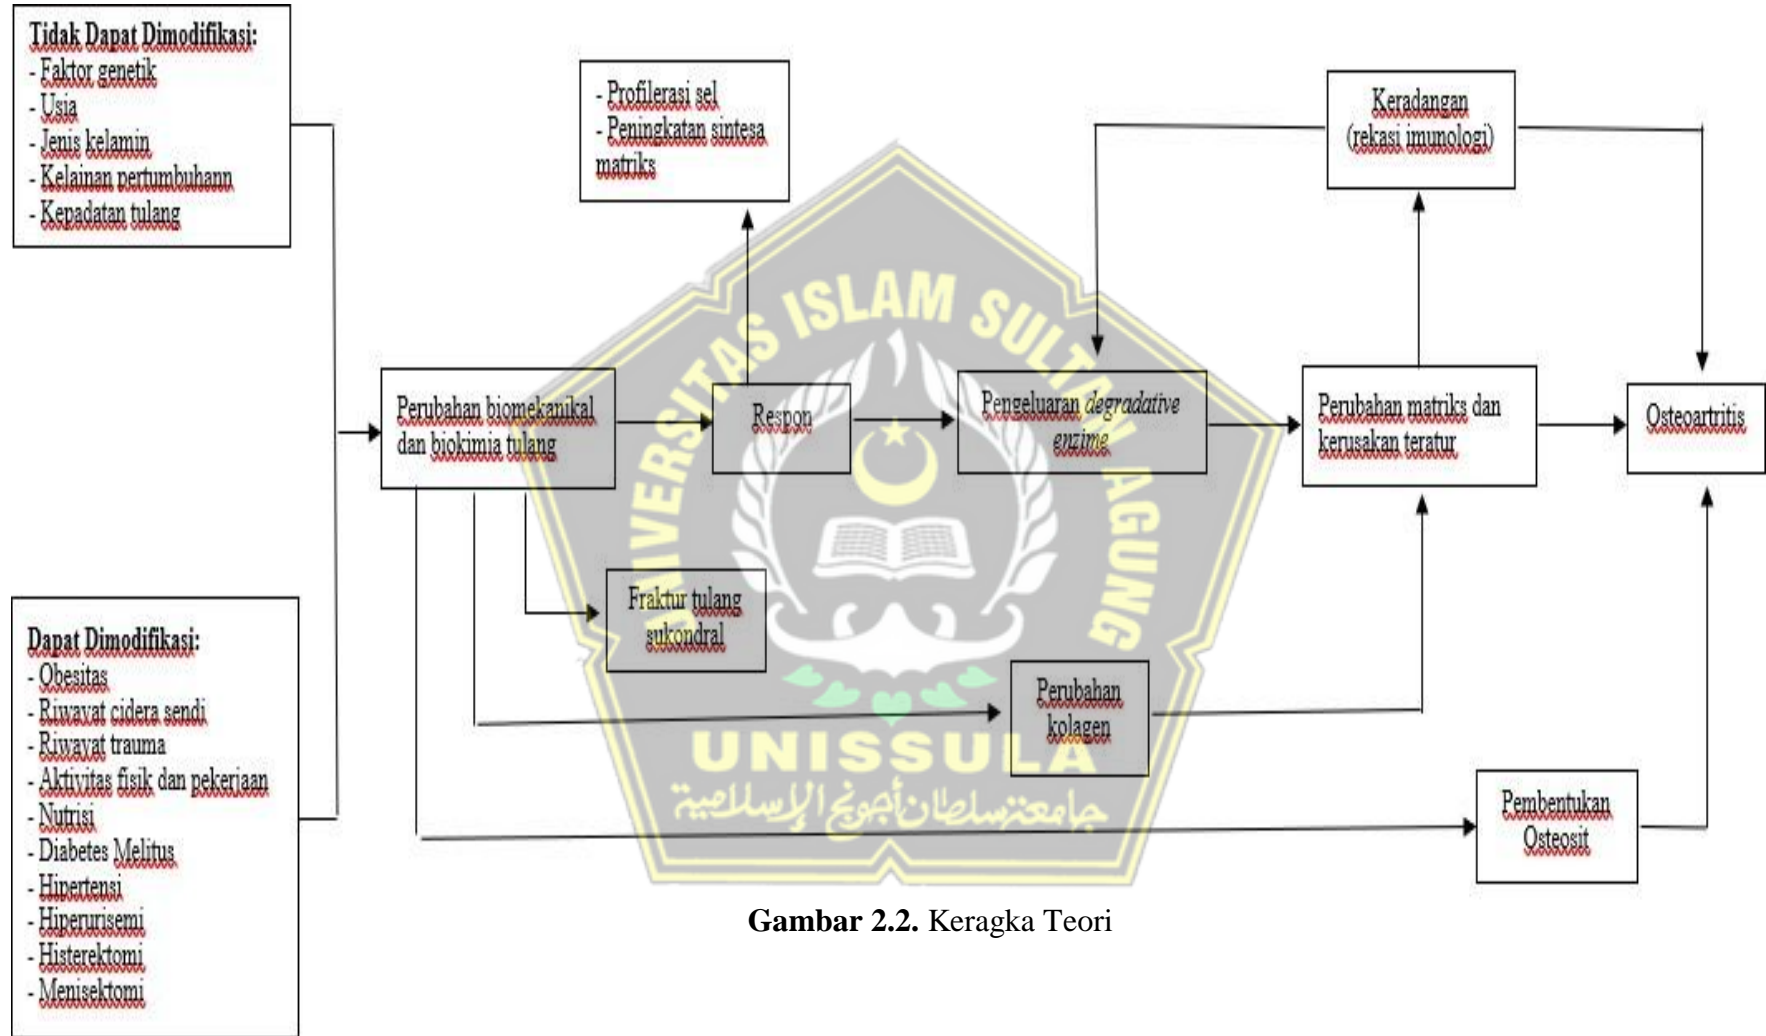 Tidak Dapat Dimodifikasi:
- Faktor genetik
- Usia
- Jenis kelamin
- Kelainan pertumbuhann
- Kepadatan tulang
- Profilerasi sel
- Peningkatan sintesa
matriks
Keradangan
(rekasi imunologi)
Perubahan biomekanikal
dan biokimia tulang
Respon
Pengeluaran degradative
enzime
Perubahan matriks dan
kerusakan teratur
Osteoartritis
Fraktur tulang
sukondral
Perubahan
kolagen
Pembentukan
Osteosit
Dapat Dimodifikasi:
- Obesitas
- Riwayat cidera sendi
- Riwayat trauma
- Aktivitas fisik dan pekerjaan
- Nutrisi
- Diabetes Melitus
- Hipertensi
- Hiperurisemi
- Histerektomi
- Menisektomi
UNIVERSITAS ISLAM SULTAN AGUNG
UNISSULA
جامعة سلطان أجونج الإسلامية
Gambar 2.2. Keragka Teori